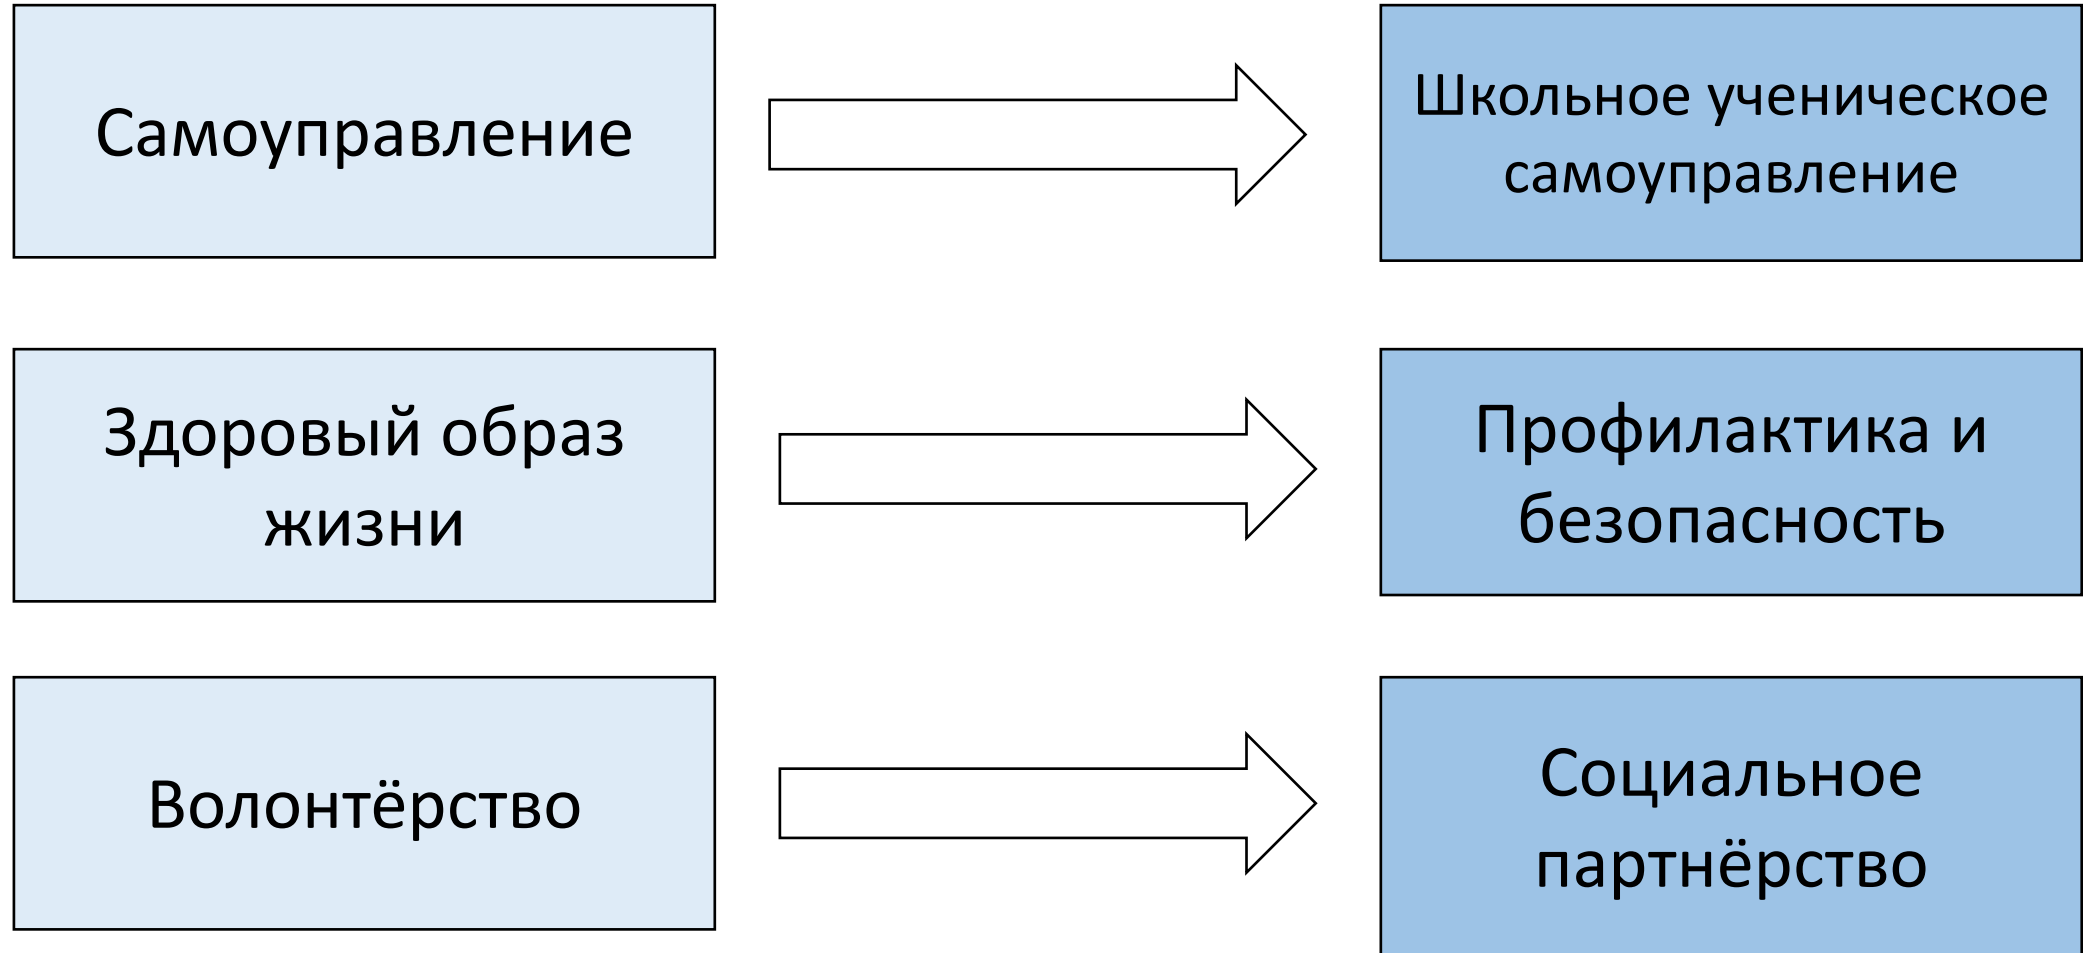 Самоуправление
Школьное ученическое
самоуправление
Здоровый образ
жизни
Профилактика и
безопасность
Волонтёрство
Социальное
партнёрство